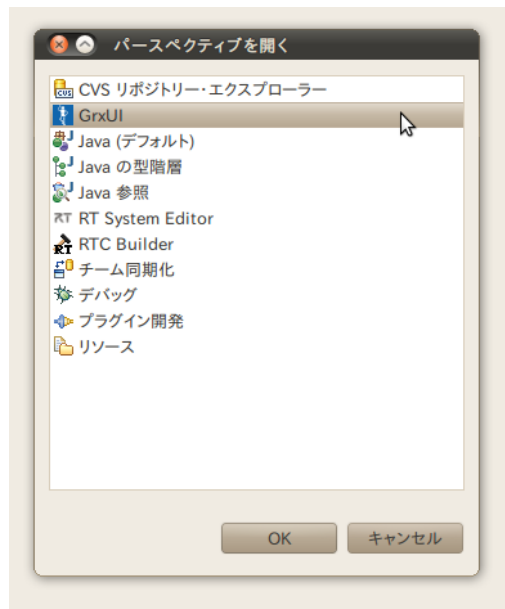 パースペクティブを開く
CVS リポジトリー・エクスプローラー
GrxUI
Java (デフォルト)
Java の型階層
Java 参照
RT RT System Editor
RT RTC Builder
チーム同期化
デバッグ
プラグイン開発
リソース
OK キャンセル